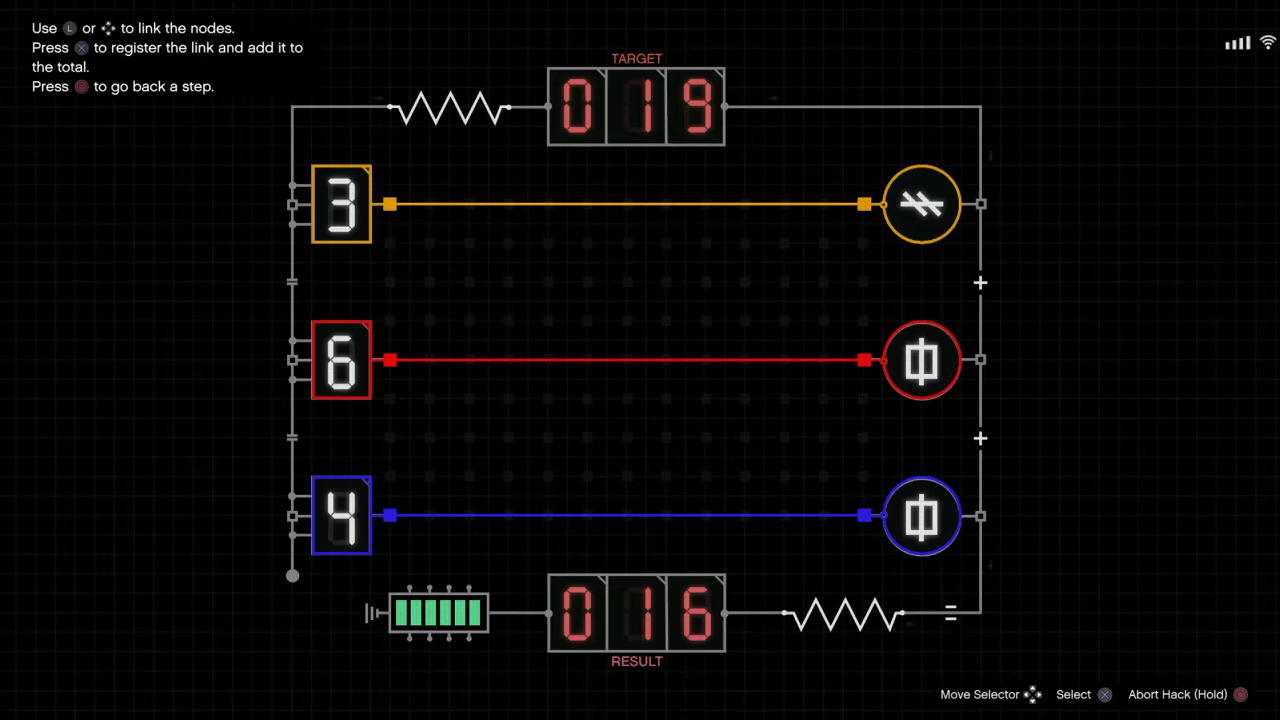 Use L or to link the nodes.
Press to register the link and add it to
the total.
Press to go back a step.
TARGET
019
3
6
4
016
RESULT
Move Selector Select Abort Hack (Hold)